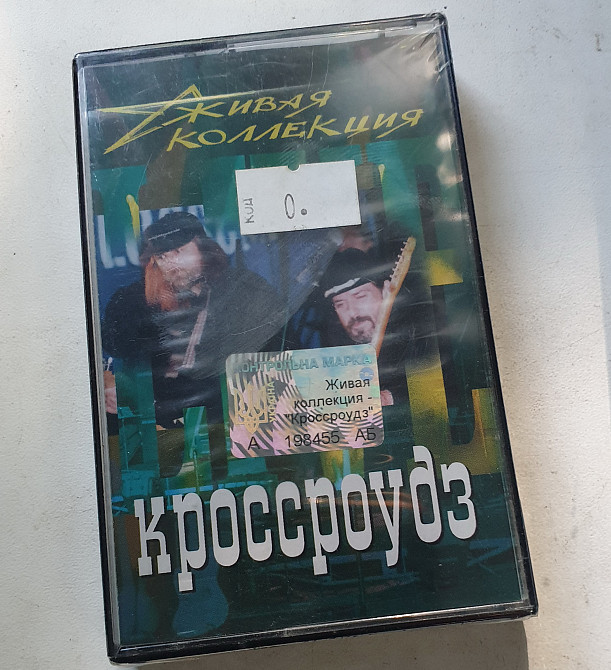 Живая
коллекция
код
0.
КОНТРОЛЬНА МАРКА
Живая
коллекция -
"Кроссроудз"
А 198455 АБ
кроссроудз